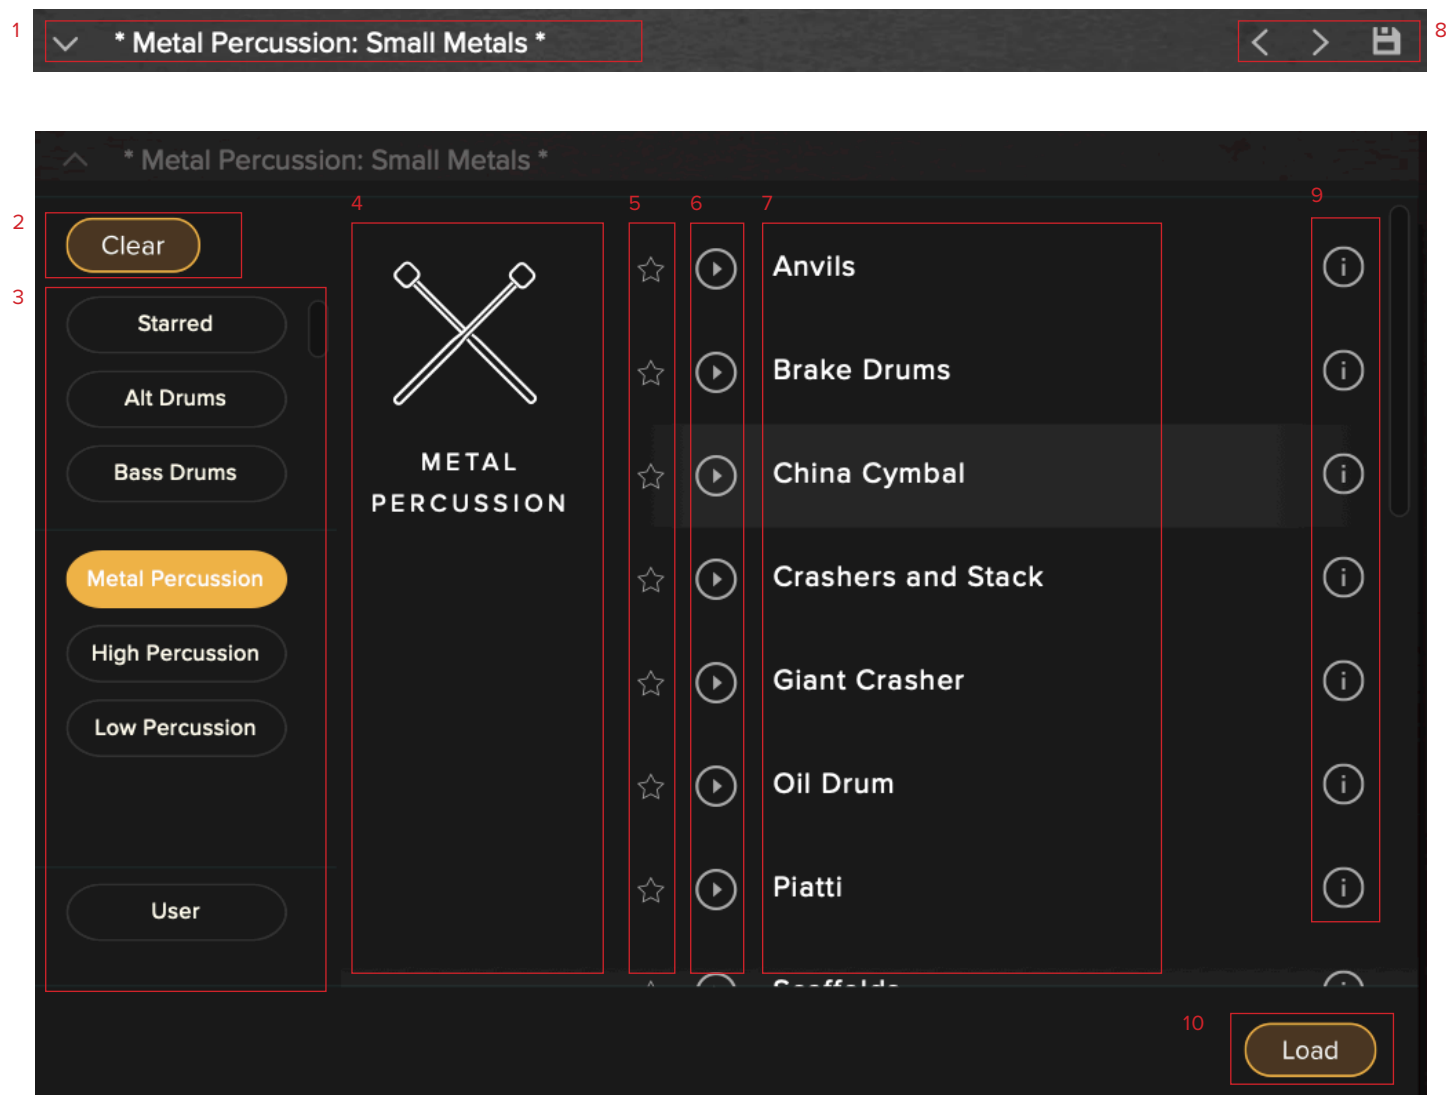 1
* Metal Percussion: Small Metals *
8
* Metal Percussion: Small Metals *
2
Clear
3
Starred
Alt Drums
Bass Drums
Metal Percussion
High Percussion
Low Percussion
User
4
METAL
PERCUSSION
5
6
7
9
Anvils
Brake Drums
China Cymbal
Crashers and Stack
Giant Crasher
Oil Drum
Piatti
Scaffolds
10
Load